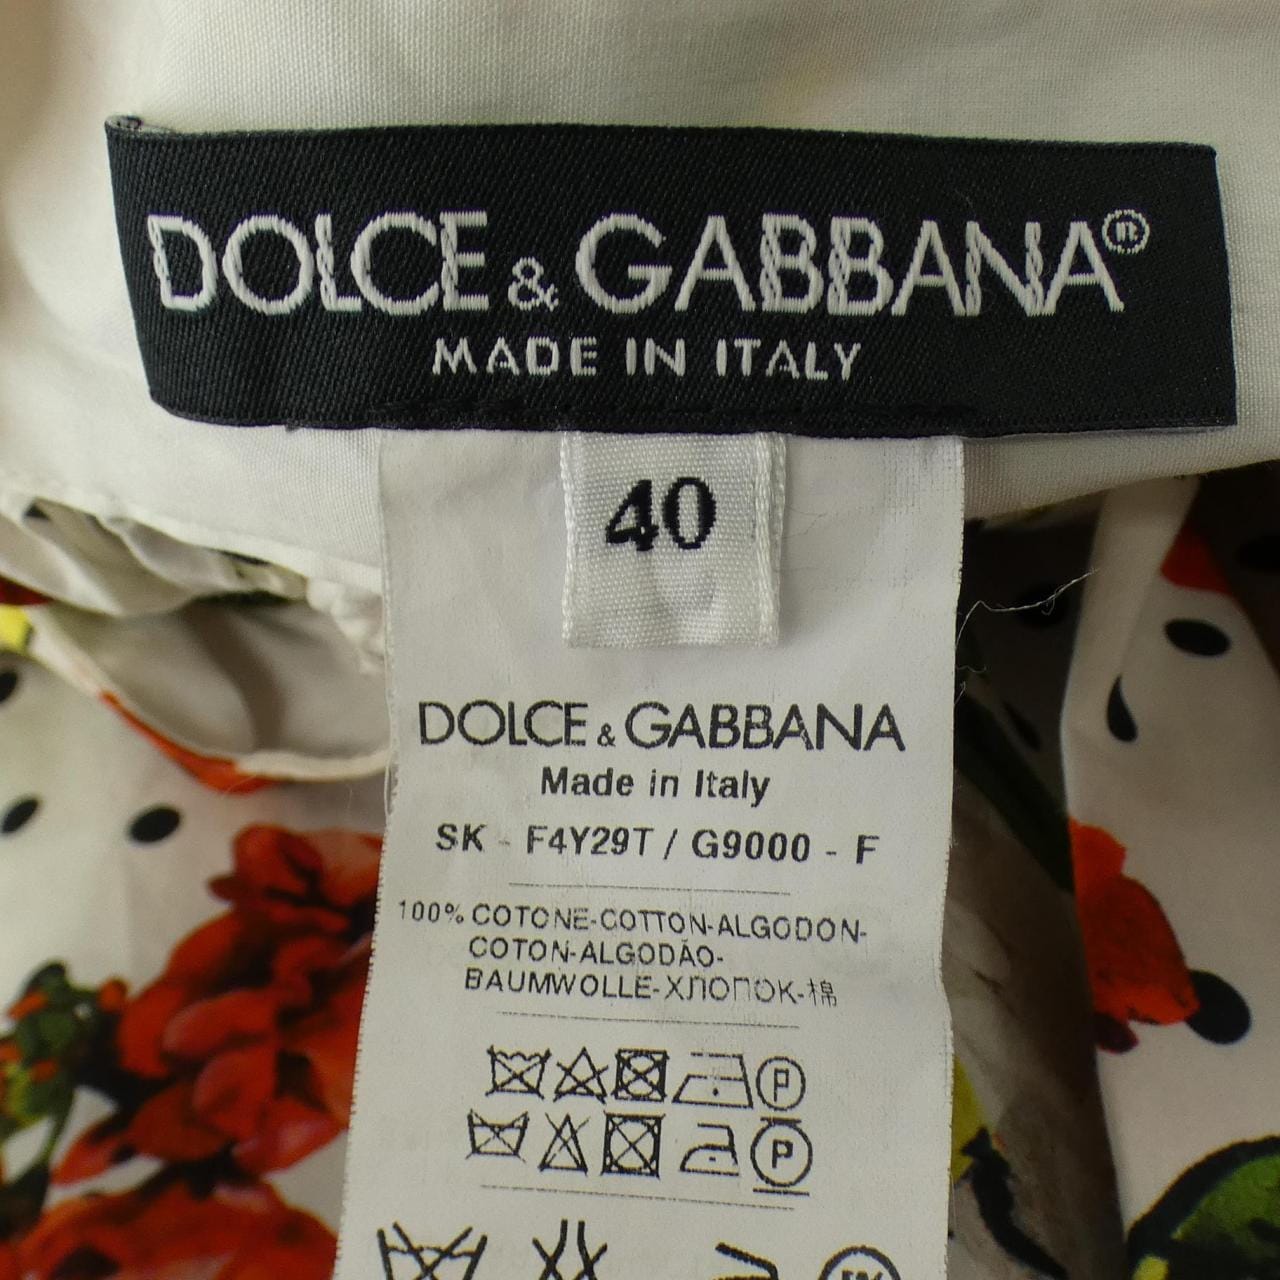 DOLCE & GABBANA®
MADE IN ITALY
40
DOLCE & GABBANA
Made in Italy
SK - F4Y29T / G9000 - F
100% COTONE-COTTON-ALGODON-
COTON-ALGODÃO-
BAUMWOLLE-ХЛОПОК-棉
P
P